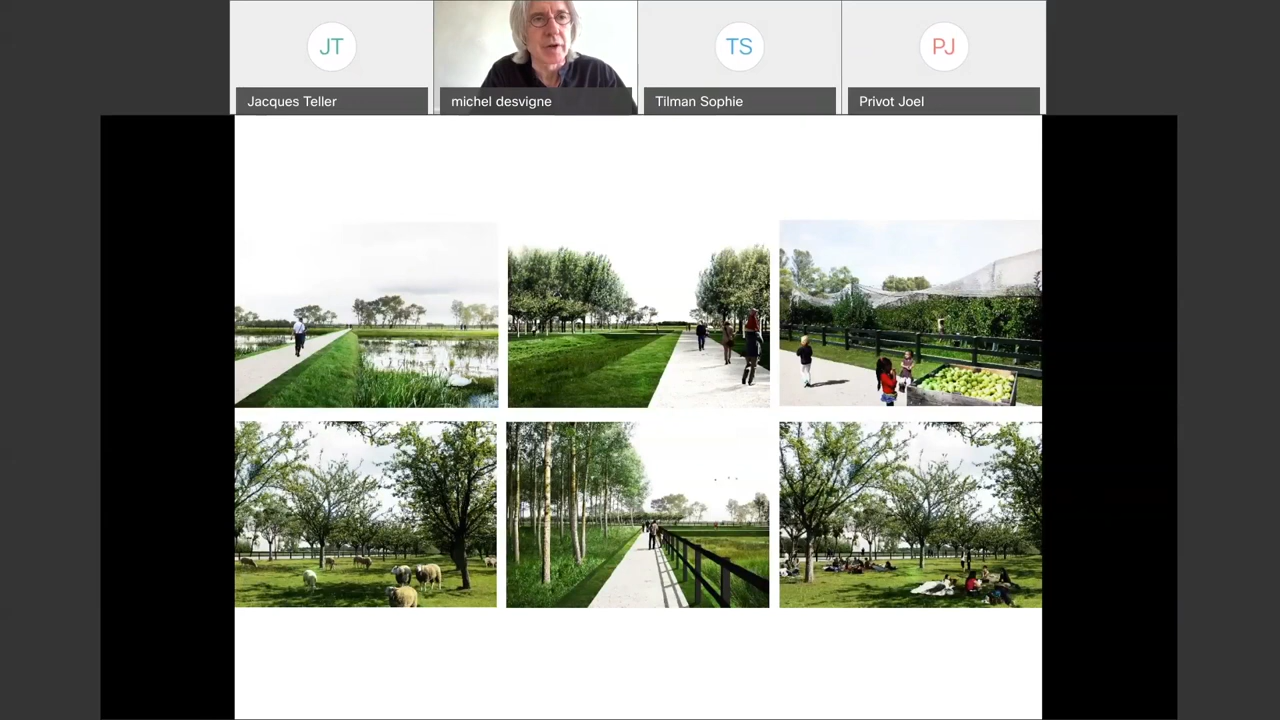 JT
TS
PJ
Jacques Teller
michel desvigne
Tilman Sophie
Privot Joel